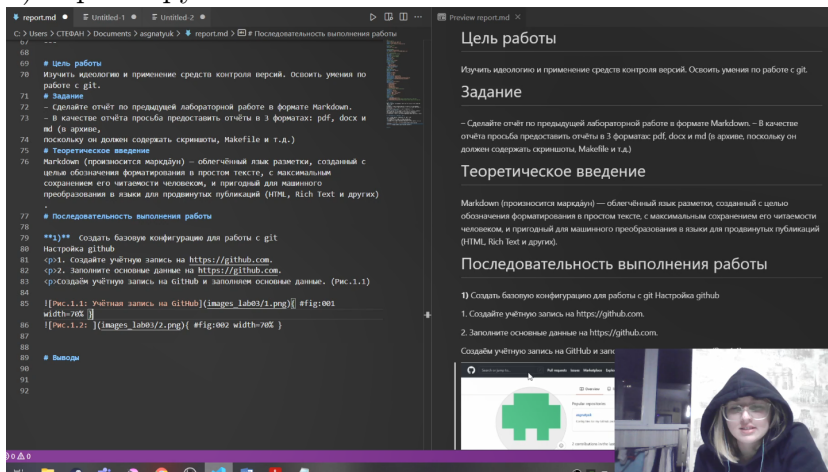 report.md
Untitled-1
Untitled-2
Preview report.md
C: > Users > СТЕФАН > Documents > asgnatyuk > report.md > # Последовательность выполнения работы
67
68
69 # Цель работы
70 Изучить идеологию и применение средств контроля версий. Освоить умения по
работе с git.
71 # Задание
72 – Сделайте отчёт по предыдущей лабораторной работе в формате Markdown.
73 – В качестве отчёта просьба предоставить отчёты в 3 форматах: pdf, docx и
md (в архиве,
74 поскольку он должен содержать скриншоты, Makefile и т.д.)
75 # Теоретическое введение
76 Markdown (произносится маркда́ун) — облегчённый язык разметки, созданный с
целью обозначения форматирования в простом тексте, с максимальным
сохранением его читаемости человеком, и пригодный для машинного
преобразования в языки для продвинутых публикаций (HTML, Rich Text и других)
.
77 # Последовательность выполнения работы
78
79 **1)** Создать базовую конфигурацию для работы с git
80 Настройка github
81 <p>1. Создайте учётную запись на https://github.com.
82 <p>2. Заполните основные данные на https://github.com.
83 <p>Создаём учётную запись на GitHub и заполняем основные данные. (Рис.1.1)
84
85 ![Рис.1.1: Учётная запись на GitHub](images_lab03/1.png){ #fig:001
width=70% }
86 ![Рис.1.2: ](images_lab03/2.png){ #fig:002 width=70% }
87
88
89 # Выводы
90
91
92
Цель работы
Изучить идеологию и применение средств контроля версий. Освоить умения по работе с git.
Задание
– Сделайте отчёт по предыдущей лабораторной работе в формате Markdown. – В качестве
отчёта просьба предоставить отчёты в 3 форматах: pdf, docx и md (в архиве, поскольку он
должен содержать скриншоты, Makefile и т.д.)
Теоретическое введение
Markdown (произносится маркда́ун) — облегчённый язык разметки, созданный с целью
обозначения форматирования в простом тексте, с максимальным сохранением его читаемости
человеком, и пригодный для машинного преобразования в языки для продвинутых публикаций
(HTML, Rich Text и других).
Последовательность выполнения работы
1) Создать базовую конфигурацию для работы с git Настройка github
1. Создайте учётную запись на https://github.com.
2. Заполните основные данные на https://github.com.
Создаём учётную запись на GitHub и запо
Overview
0 0